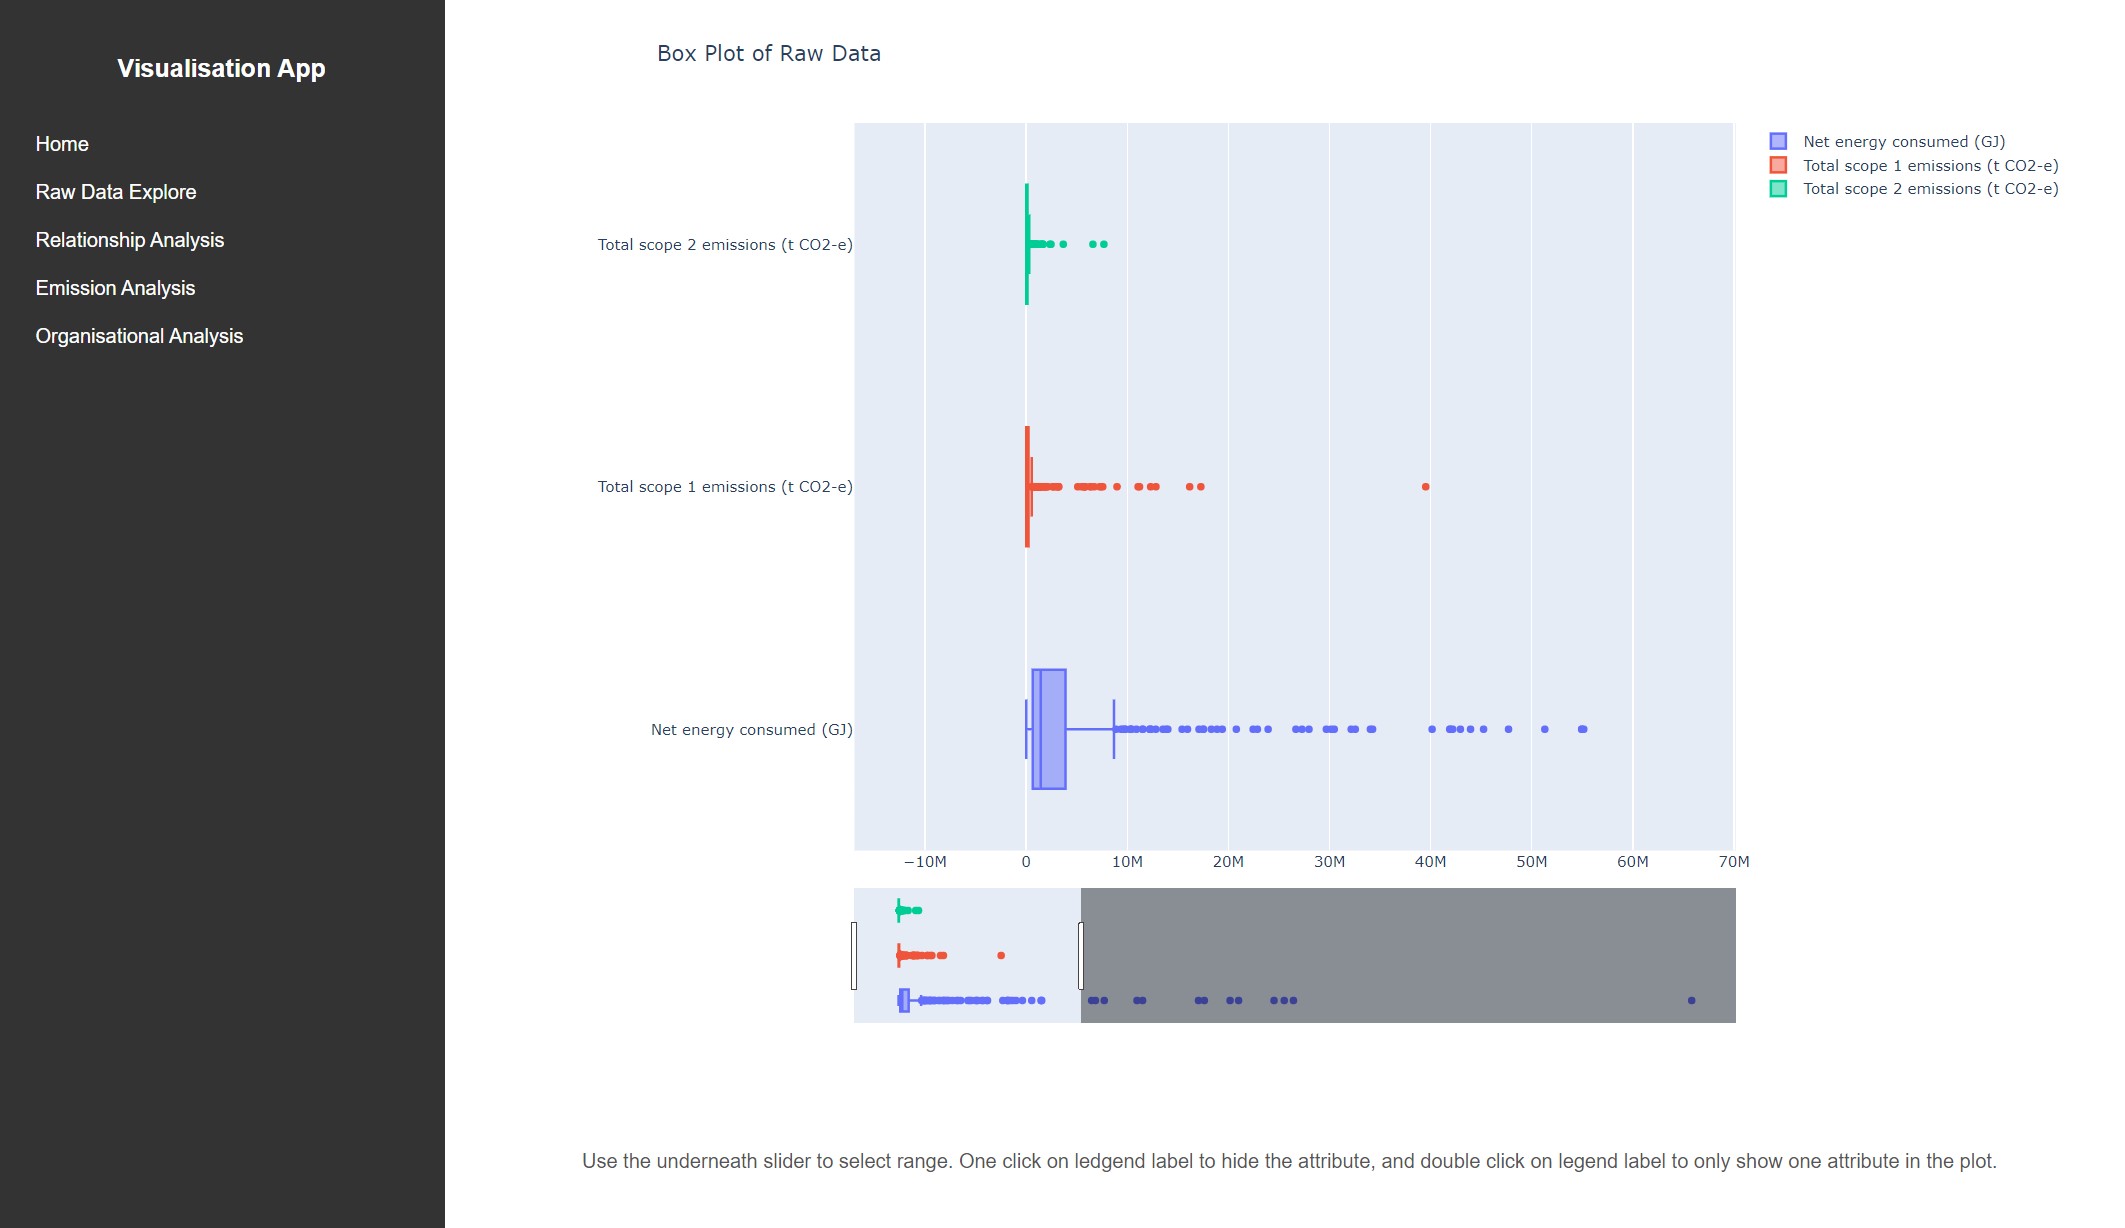 Visualisation App
Home
Raw Data Explore
Relationship Analysis
Emission Analysis
Organisational Analysis
Box Plot of Raw Data
Net energy consumed (GJ)
Total scope 1 emissions (t CO2-e)
Total scope 2 emissions (t CO2-e)
Total scope 2 emissions (t CO2-e)
Total scope 1 emissions (t CO2-e)
Net energy consumed (GJ)
−10M 0 10M 20M 30M 40M 50M 60M 70M
Use the underneath slider to select range. One click on ledgend label to hide the attribute, and double click on legend label to only show one attribute in the plot.